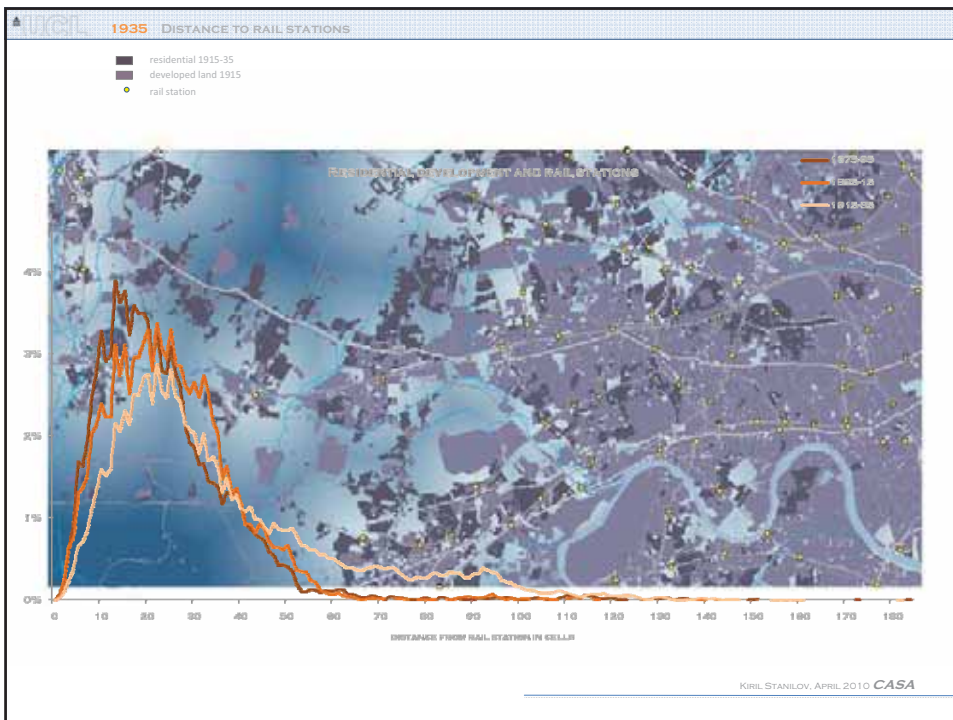 UCL 1935 DISTANCE TO RAIL STATIONS
residential 1915-35
developed land 1915
rail station
RESIDENTIAL DEVELOPMENT AND RAIL STATIONS
4%
3%
2%
1%
0%
0 10 20 30 40 50 60 70 80 90 100 110 120 130 140 150 160 170 180
DISTANCE FROM RAIL STATION IN CELLS
KIRIL STANILOV, APRIL 2010 CASA